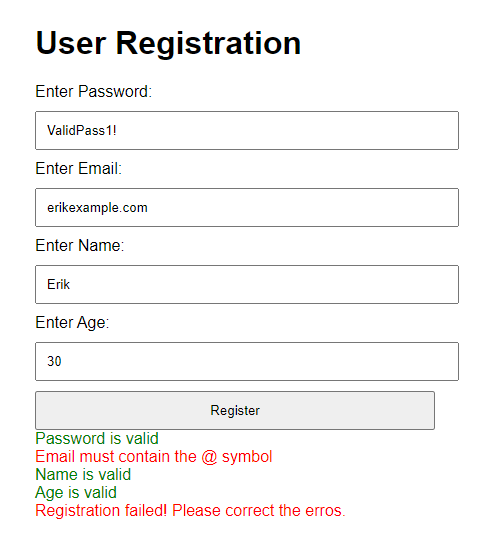 User Registration
Enter Password:
ValidPass1!
Enter Email:
erikexample.com
Enter Name:
Erik
Enter Age:
30
Register
Password is valid
Email must contain the @ symbol
Name is valid
Age is valid
Registration failed! Please correct the erros.